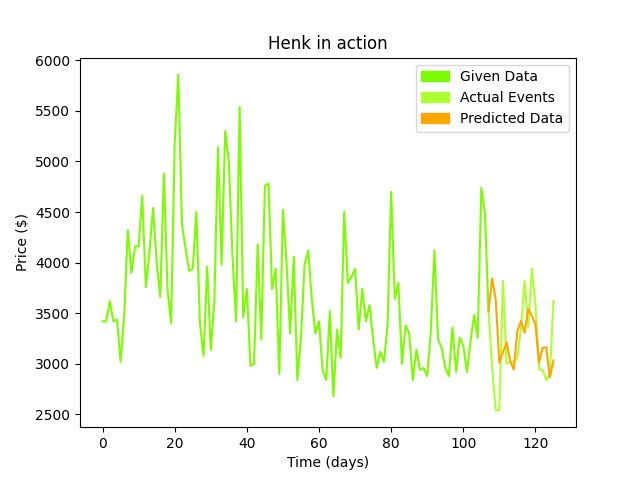 Henk in action
Given Data
Actual Events
Predicted Data
6000
5500
5000
4500
4000
3500
3000
2500
Price ($)
0 20 40 60 80 100 120
Time (days)